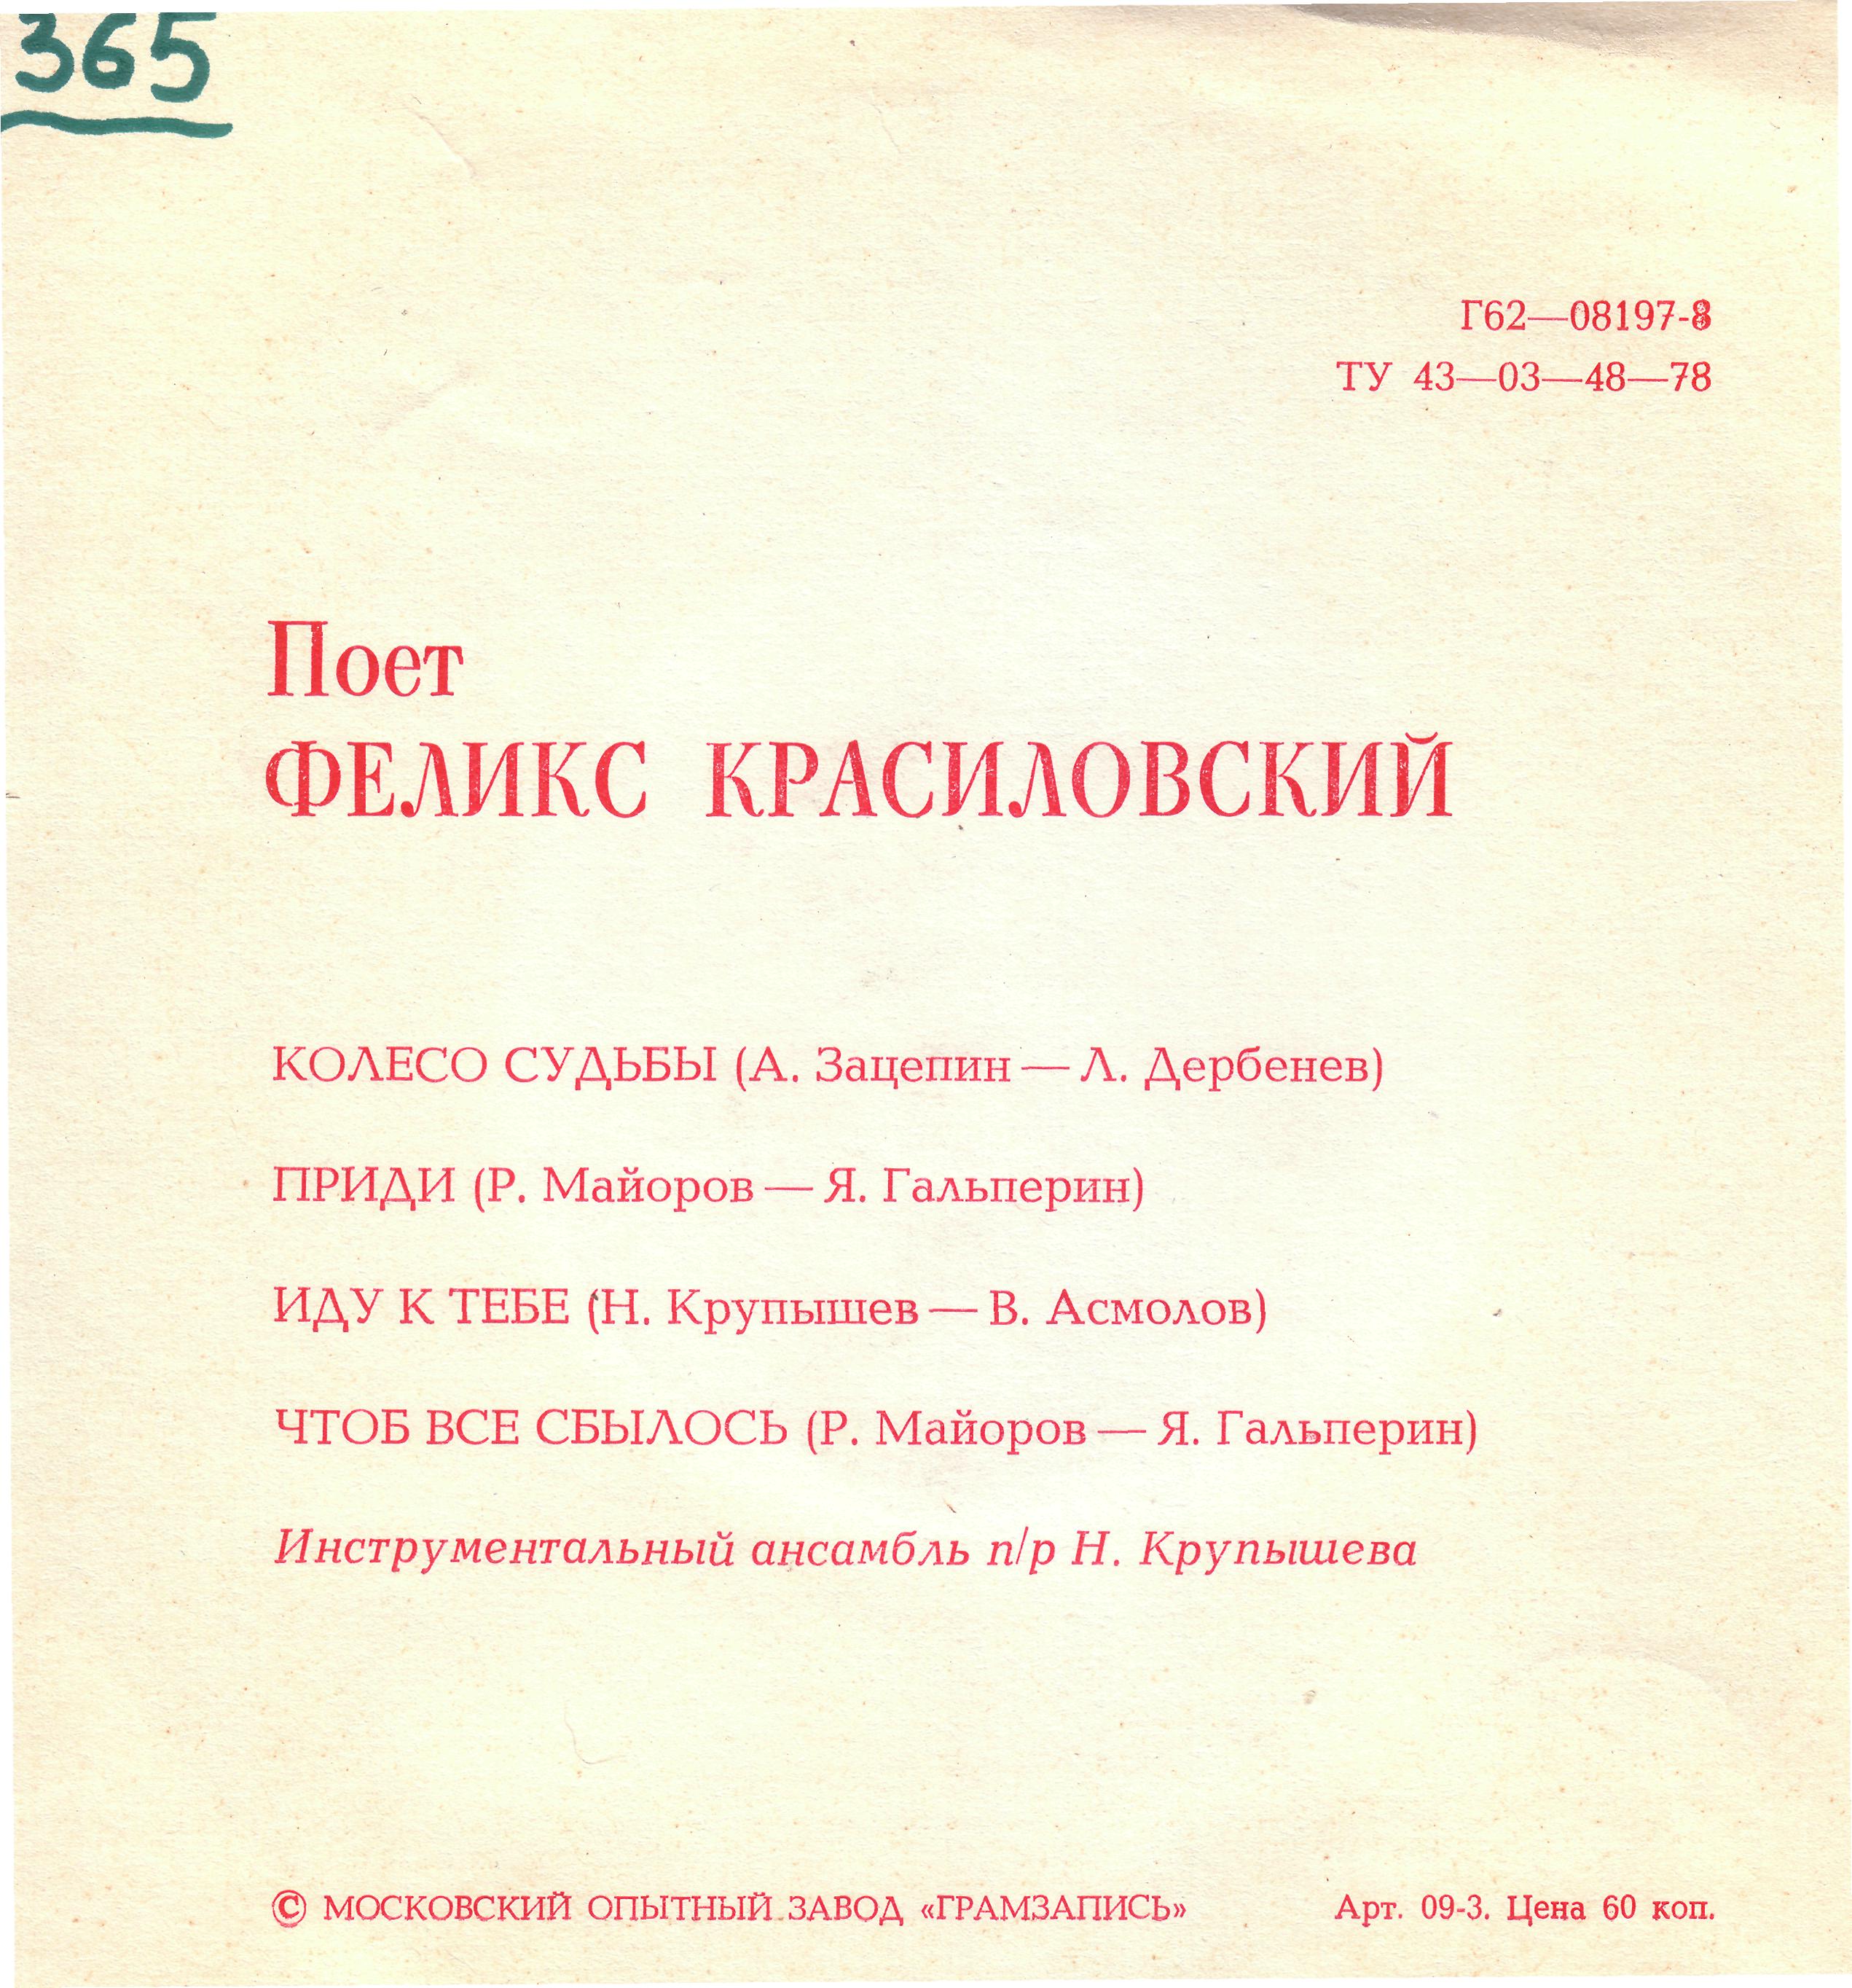 365
Г62—08197-8
ТУ 43—03—48—78
Поет
ФЕЛИКС КРАСИЛОВСКИЙ
КОЛЕСО СУДЬБЫ (А. Зацепин — Л. Дербенев)
ПРИДИ (Р. Майоров — Я. Гальперин)
ИДУ К ТЕБЕ (Н. Крупышев — В. Асмолов)
ЧТОБ ВСЕ СБЫЛОСЬ (Р. Майоров — Я. Гальперин)
Инструментальный ансамбль п/р Н. Крупышева
© МОСКОВСКИЙ ОПЫТНЫЙ ЗАВОД «ГРАМЗАПИСЬ» Арт. 09-3. Цена 60 коп.